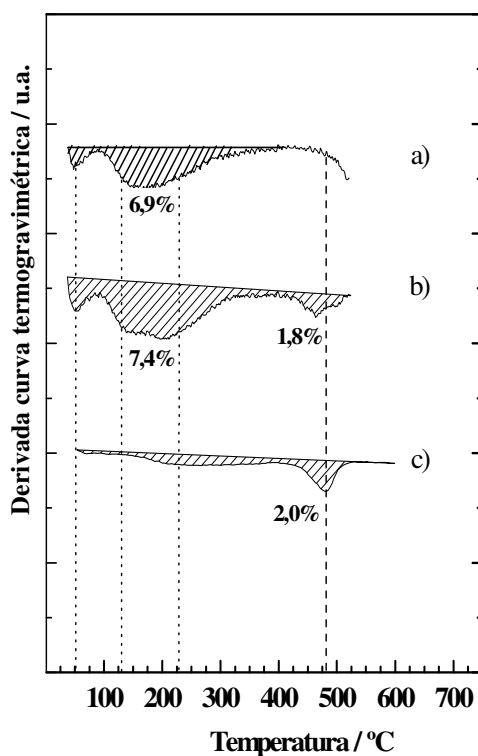 Derivada curva termogravimétrica / u.a.
a)
6,9%
b)
7,4%
1,8%
c)
2,0%
100 200 300 400 500 600 700
Temperatura / ºC